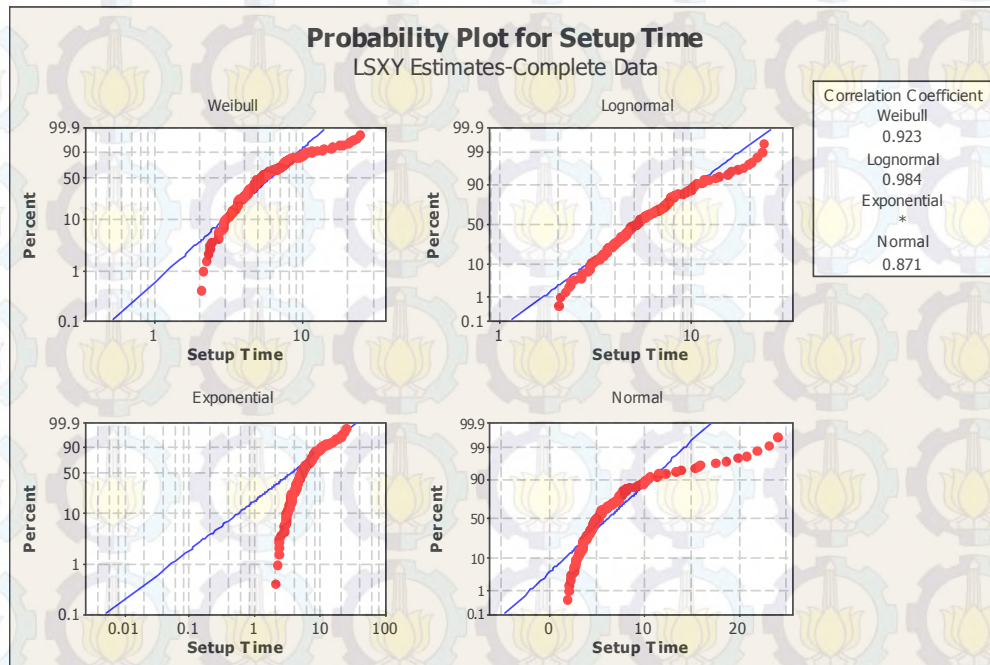 Probability Plot for Setup Time
LSXY Estimates-Complete Data
Weibull
99.9
90
50
10
1
0.1
Percent
1 10
Setup Time
Lognormal
99.9
99
90
50
10
1
0.1
Percent
1 10
Setup Time
Correlation Coefficient
Weibull
0.923
Lognormal
0.984
Exponential
*
Normal
0.871
Exponential
99.9
90
50
10
1
0.1
Percent
0.01 0.1 1 10 100
Setup Time
Normal
99.9
99
90
50
10
1
0.1
Percent
0 10 20
Setup Time